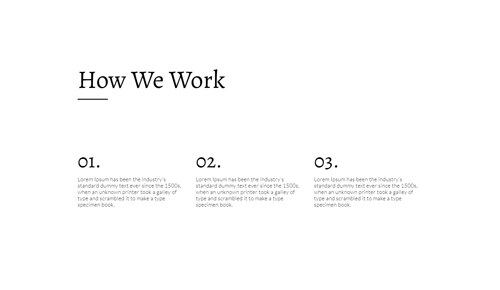 How We Work
01.
Lorem Ipsum has been the industry's
standard dummy text ever since the 1500s,
when an unknown printer took a galley of
type and scrambled it to make a type
specimen book.
02.
Lorem Ipsum has been the industry's
standard dummy text ever since the 1500s,
when an unknown printer took a galley of
type and scrambled it to make a type
specimen book.
03.
Lorem Ipsum has been the industry's
standard dummy text ever since the 1500s,
when an unknown printer took a galley of
type and scrambled it to make a type
specimen book.